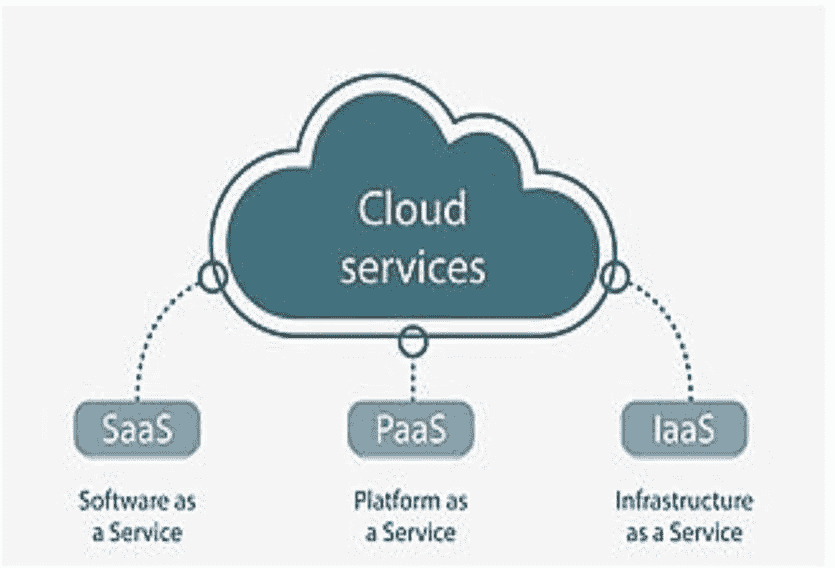 Cloud
services
SaaS
Software as
a Service
PaaS
Platform as
a Service
IaaS
Infrastructure
as a Service